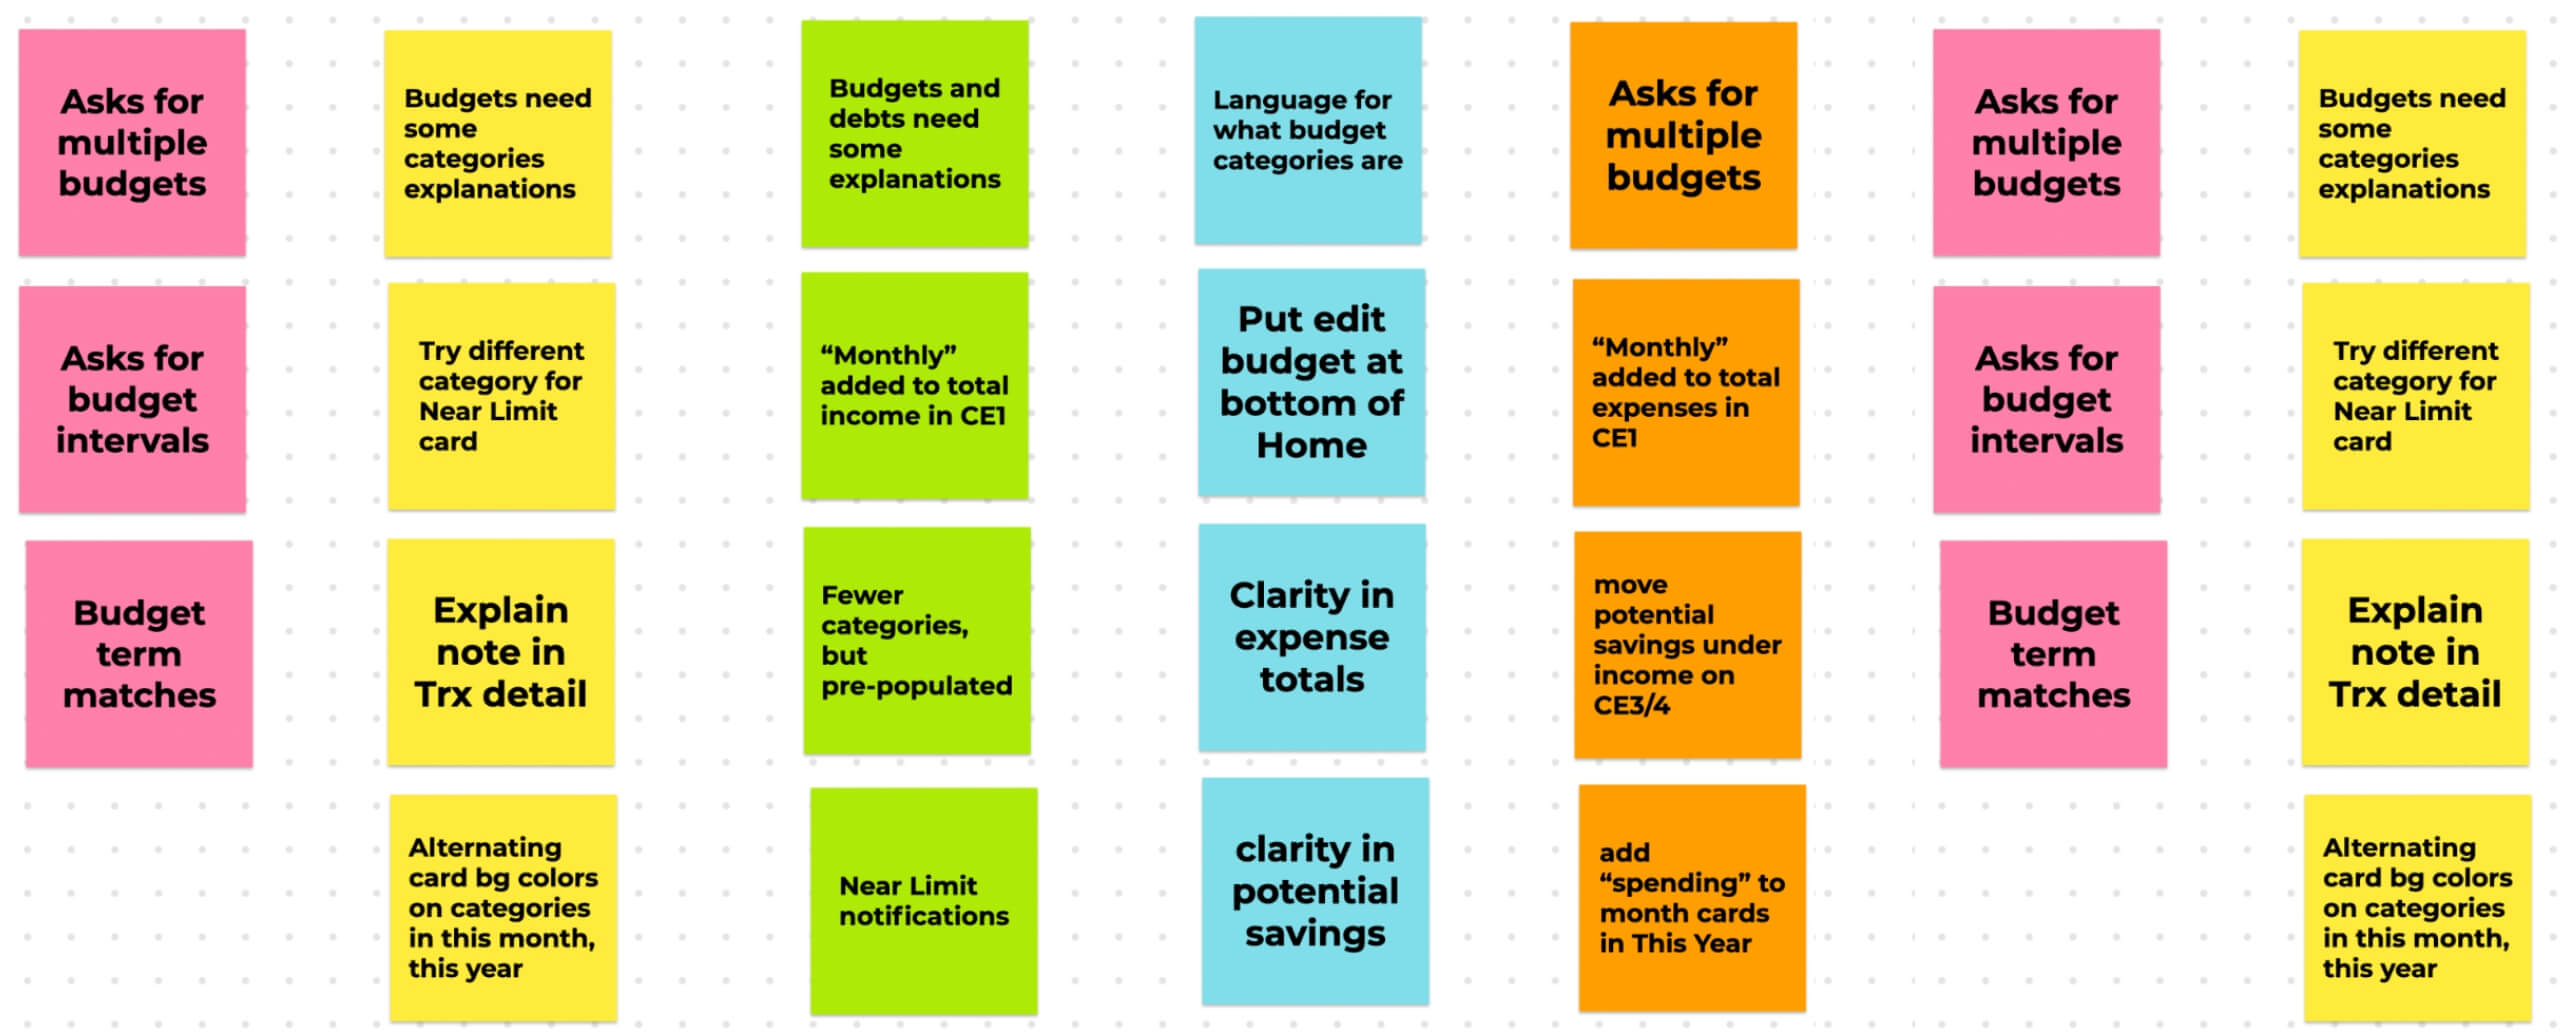 Asks for
multiple
budgets
Budgets need
some
categories
explanations
Budgets and
debts need
some
explanations
Language for
what budget
categories are
Asks for
multiple
budgets
Asks for
multiple
budgets
Budgets need
some
categories
explanations
Asks for
budget
intervals
Try different
category for
Near Limit
card
“Monthly”
added to total
income in CE1
Put edit
budget at
bottom of
Home
“Monthly”
added to total
expenses in
CE1
Asks for
budget
intervals
Try different
category for
Near Limit
card
Budget
term
matches
Explain
note in
Trx detail
Fewer
categories,
but
pre-populated
Clarity in
expense
totals
move
potential
savings under
income on
CE3/4
Budget
term
matches
Explain
note in
Trx detail
Alternating
card bg colors
on categories
in this month,
this year
Near Limit
notifications
clarity in
potential
savings
add
“spending” to
month cards
in This Year
Alternating
card bg colors
on categories
in this month,
this year